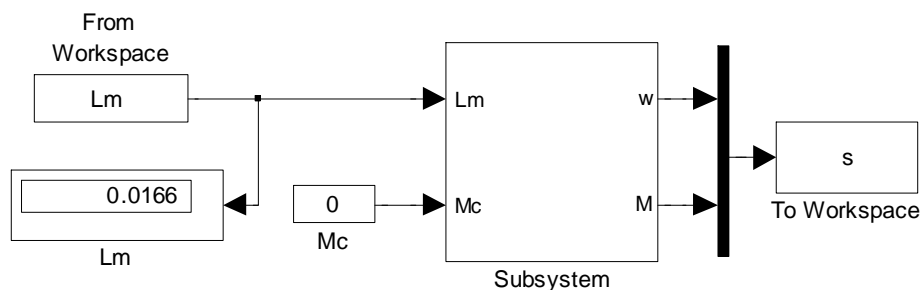 From
Workspace
Lm
0.0166
Lm
0
Mc
Lm
Mc
w
M
Subsystem
s
To Workspace